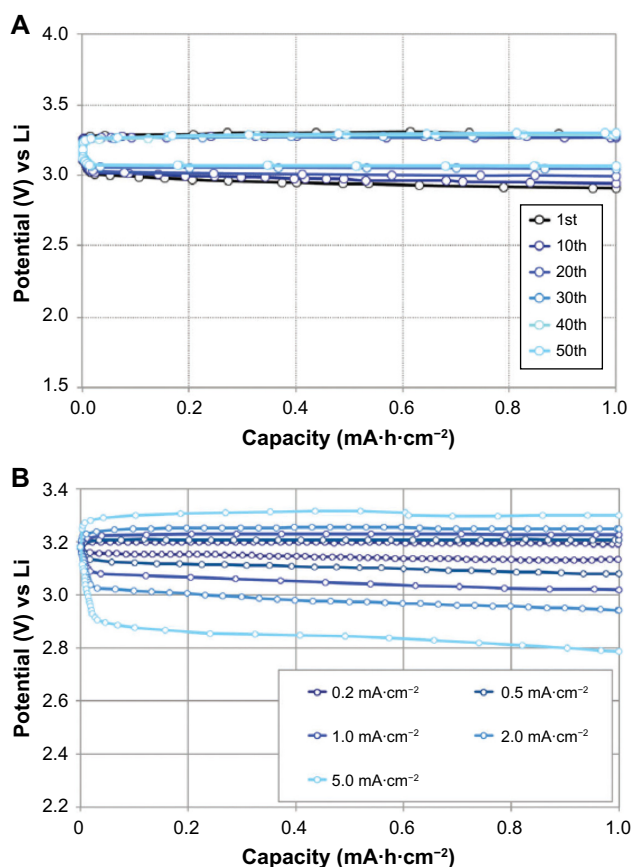 A
4.0
3.5
3.0
2.5
2.0
1.5
Potential (V) vs Li
1st
10th
20th
30th
40th
50th
0.0 0.2 0.4 0.6 0.8 1.0
Capacity (mA·h·cm⁻²)
B
3.4
3.2
3.0
2.8
2.6
2.4
2.2
Potential (V) vs Li
0.2 mA·cm⁻² 0.5 mA·cm⁻²
1.0 mA·cm⁻² 2.0 mA·cm⁻²
5.0 mA·cm⁻²
0.0 0.2 0.4 0.6 0.8 1.0
Capacity (mA·h·cm⁻²)